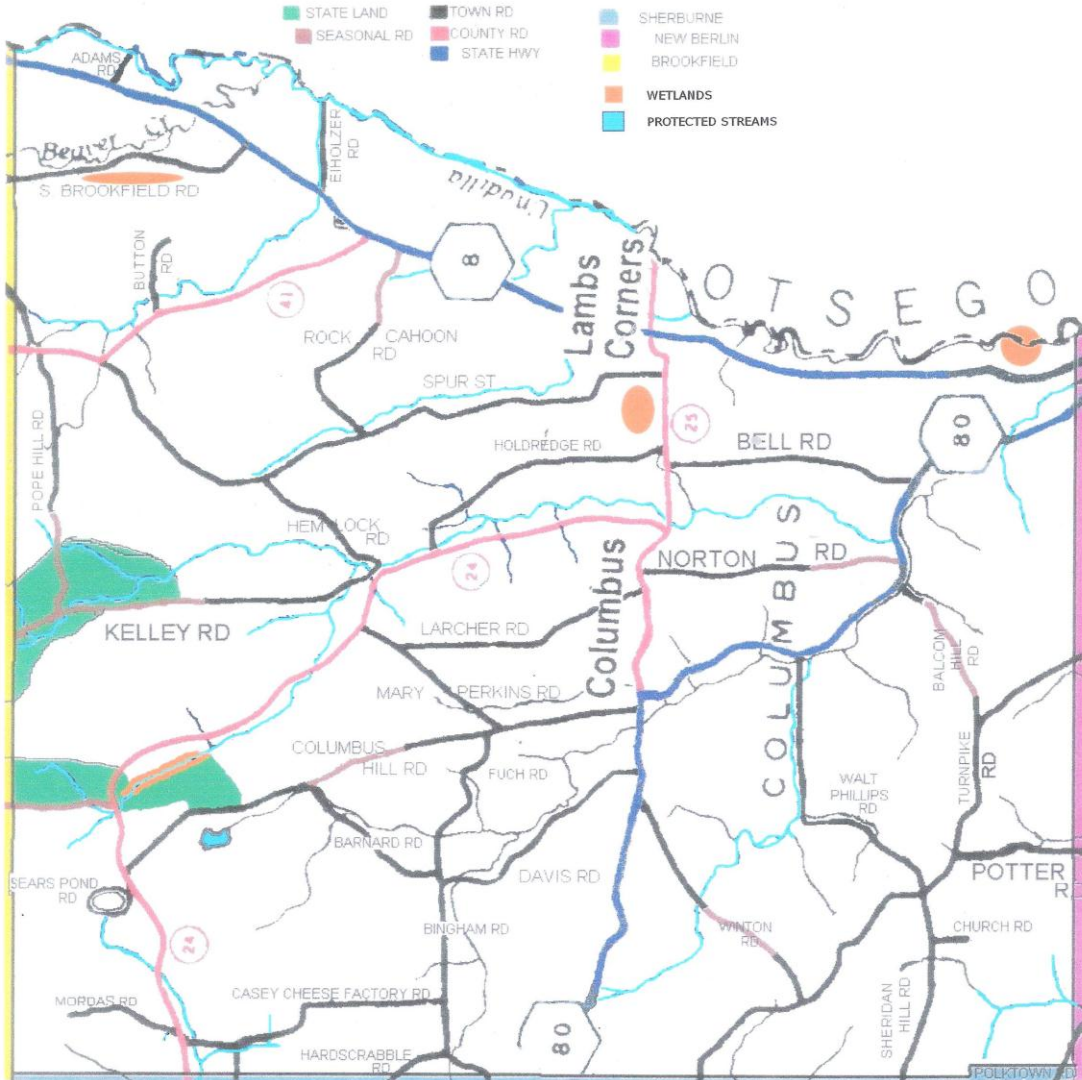 STATE LAND
TOWN RD
SEASONAL RD
COUNTY RD
STATE HWY
SHERBURNE
NEW BERLIN
BROOKFIELD
WETLANDS
PROTECTED STREAMS
ADAMS
RD
Beaver Cr
S BROOKFIELD RD
EIHOLZER
RD
Unadilla
BUTTON
RD
8
41
Lambs
Corners
OTSEGO
ROCK
RD
CAHOON
SPUR ST
80
25
POPE HILL RD
HOLDREDGE RD
BELL RD
HEMLOCK
RD
24
NORTON RD
KELLEY RD
LARCHER RD
Columbus
COLUMBUS
BALCOM
HILL RD
MARY PERKINS RD
COLUMBUS
HILL RD
FUCH RD
TURNPIKE
RD
WALT
PHILLIPS
RD
BARNARD RD
DAVIS RD
POTTER
R
SEARS POND
RD
BINGHAM RD
WINTON
RD
CHURCH RD
24
MORDAS RD
CASEY CHEESE FACTORY RD
80
SHERIDAN
HILL RD
HARDSCRABBLE
RD
POLKTOWN RD